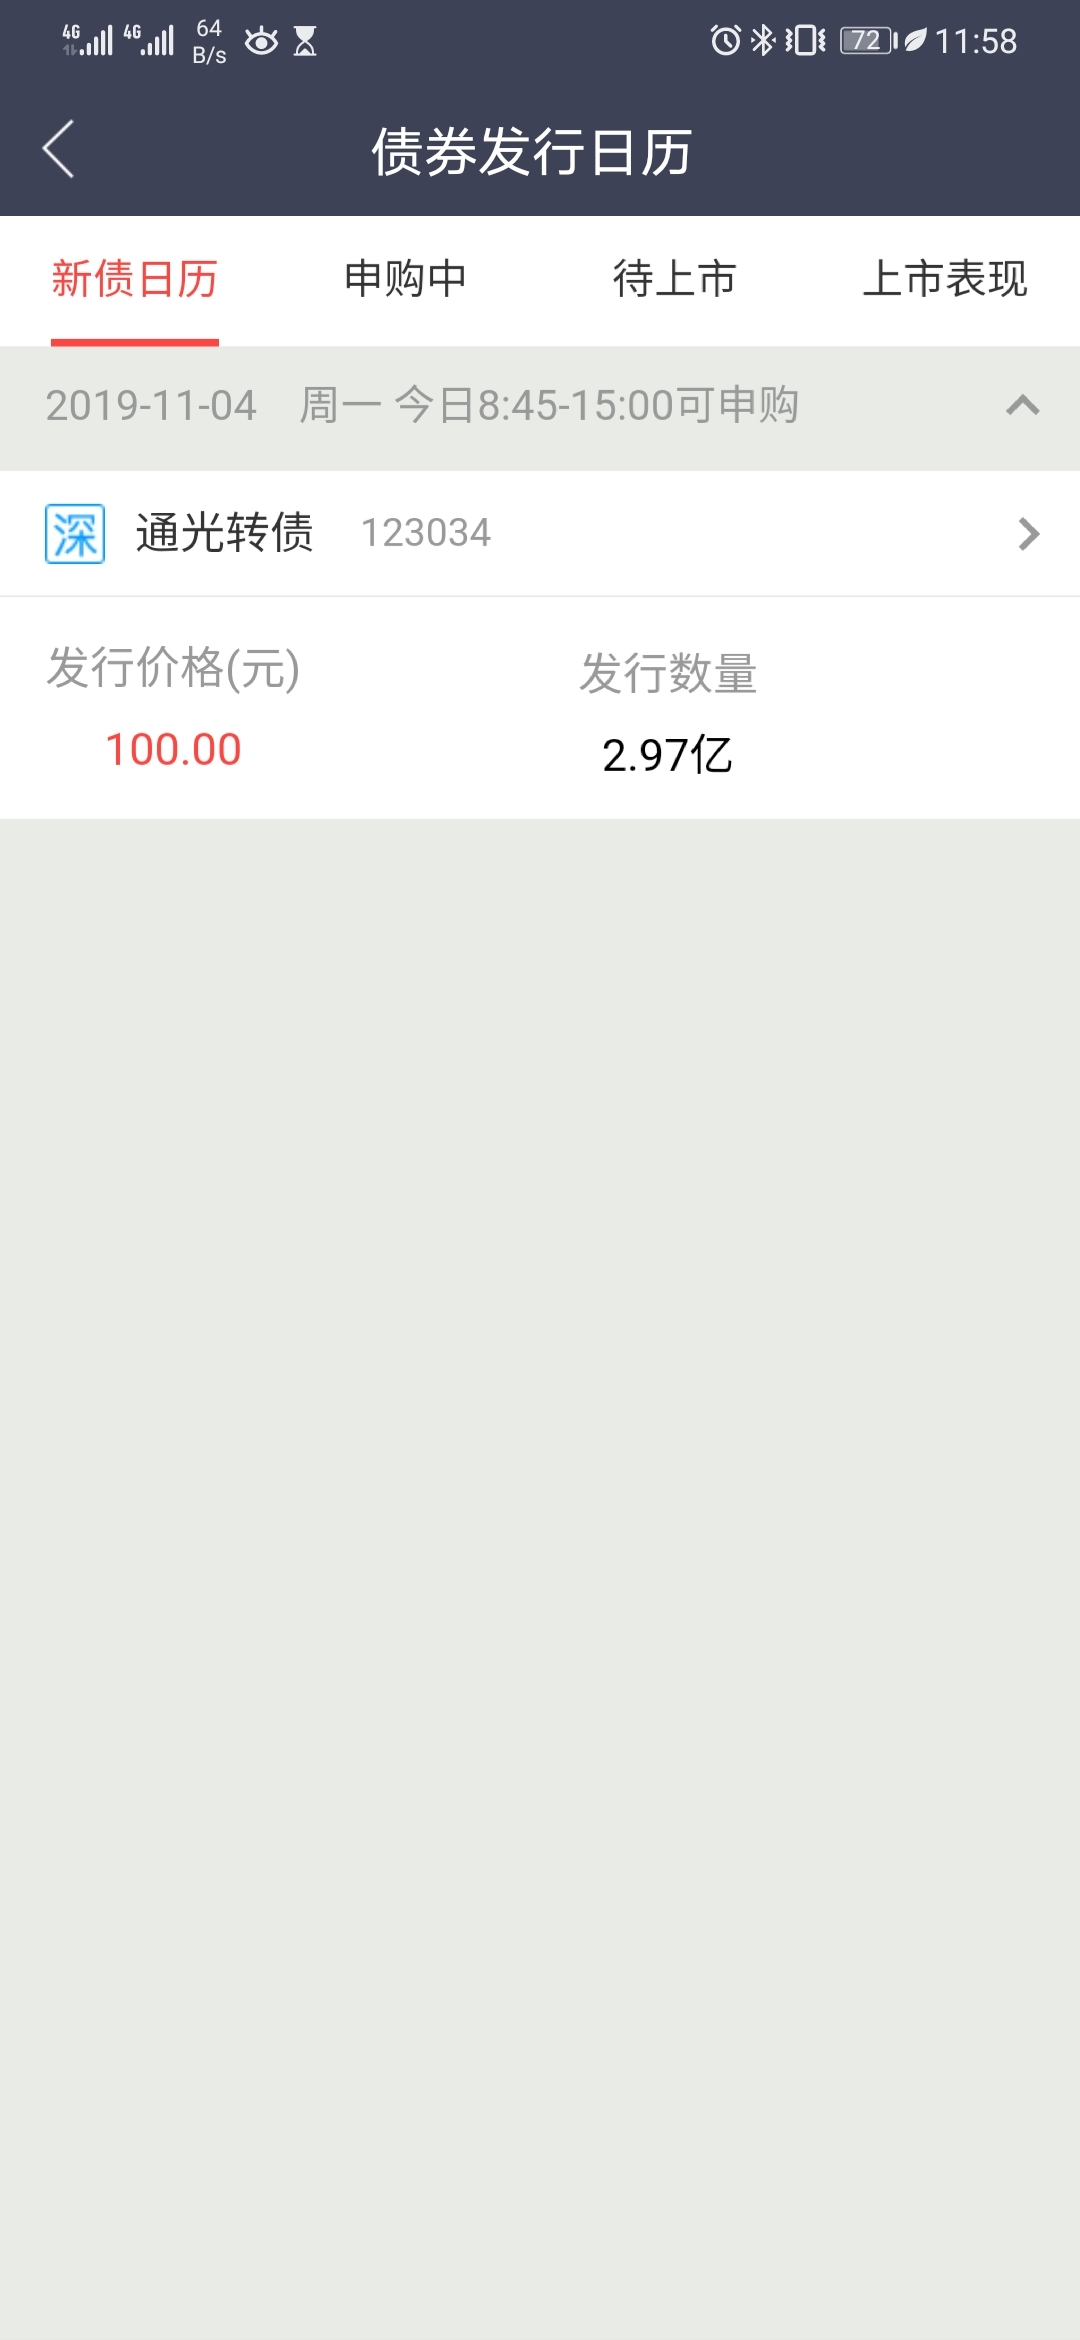 4G 4G 64 B/s 72 11:58
债券发行日历
新债日历 申购中 待上市 上市表现
2019-11-04 周一 今日8:45-15:00可申购
深 通光转债 123034
发行价格(元) 发行数量
100.00 2.97亿